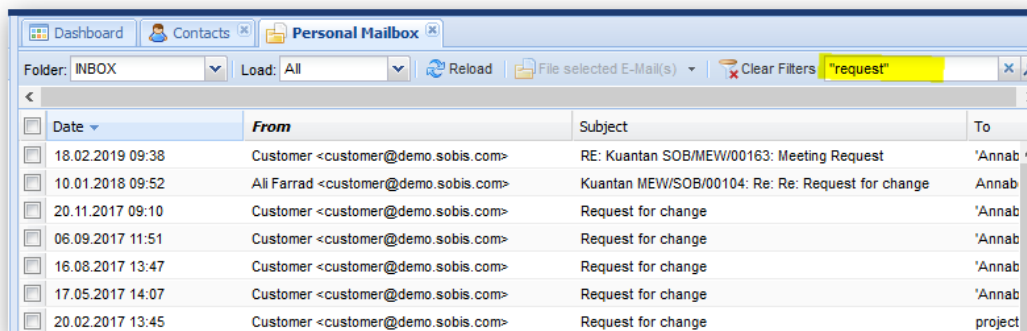 Dashboard Contacts Personal Mailbox
Folder: INBOX Load: All Reload File selected E-Mail(s) Clear Filters "request"
Date From Subject To
18.02.2019 09:38 Customer <customer@demo.sobis.com> RE: Kuantan SOB/MEW/00163: Meeting Request 'Annab
10.01.2018 09:52 Ali Farrad <customer@demo.sobis.com> Kuantan MEW/SOB/00104: Re: Re: Request for change Annab
20.11.2017 09:10 Customer <customer@demo.sobis.com> Request for change 'Annab
06.09.2017 11:51 Customer <customer@demo.sobis.com> Request for change 'Annab
16.08.2017 13:47 Customer <customer@demo.sobis.com> Request for change 'Annab
17.05.2017 14:07 Customer <customer@demo.sobis.com> Request for change 'Annab
20.02.2017 13:45 Customer <customer@demo.sobis.com> Request for change project